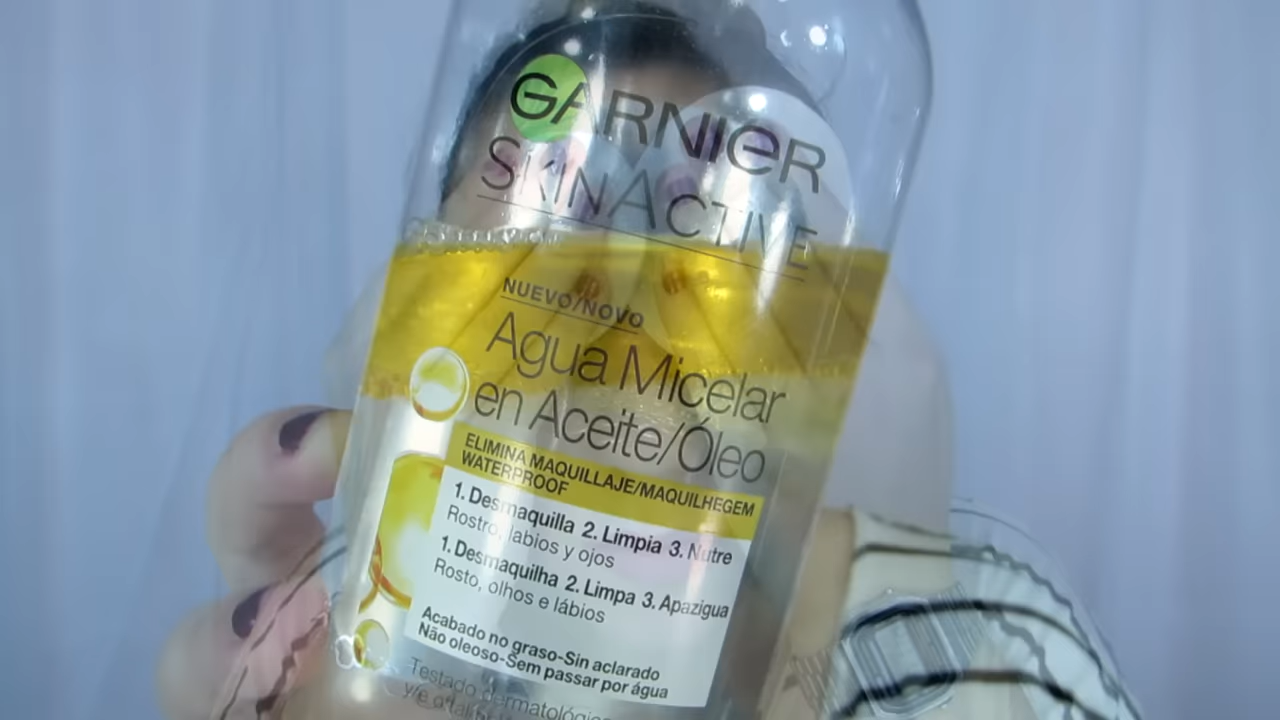 GARNIER
SKINACTIVE
NUEVO/NOVO
Agua Micelar
en Aceite/Óleo
ELIMINA MAQUILLAJE/MAQUILHEGEM
WATERPROOF
1. Desmaquilla 2. Limpia 3. Nutre
Rostro, labios y ojos
1. Desmaquilha 2. Limpa 3. Apazigua
Rosto, olhos e lábios
Acabado no graso-Sin aclarado
Não oleoso-Sem passar por água
Testado